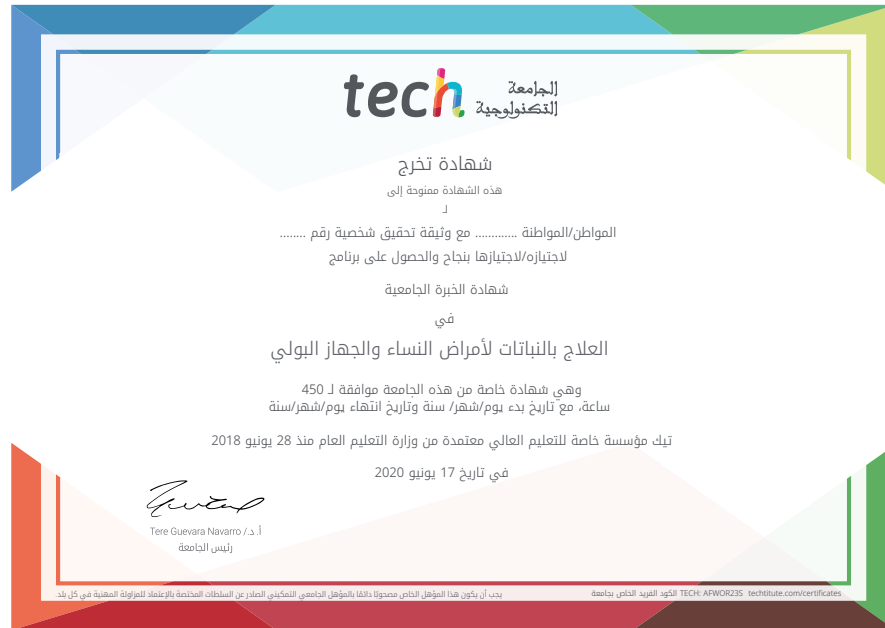 tech الجامعة
التكنولوجية
شهادة تخرج
هذه الشهادة ممنوحة إلى
لـ
المواطن/المواطنة ............ مع وثيقة تحقيق شخصية رقم ........
لاجتيازه/لاجتيازها بنجاح والحصول على برنامج
شهادة الخبرة الجامعية
في
العلاج بالنباتات لأمراض النساء والجهاز البولي
وهي شهادة خاصة من هذه الجامعة موافقة لـ 450
ساعة، مع تاريخ بدء يوم/شهر/ سنة وتاريخ انتهاء يوم/شهر/سنة
تيك مؤسسة خاصة للتعليم العالي معتمدة من وزارة التعليم العام منذ 28 يونيو 2018
في تاريخ 17 يونيو 2020
أ. د./ Tere Guevara Navarro
رئيس الجامعة
يجب أن يكون هذا المؤهل الخاص مصحوبًا دائمًا بالمؤهل الجامعي التمكيني الصادر عن السلطات المختصة بالإعتماد للمزاولة المهنية في كل بلد.
الكود الفريد الخاص بجامعة TECH: AFWOR23S techtitute.com/certificates